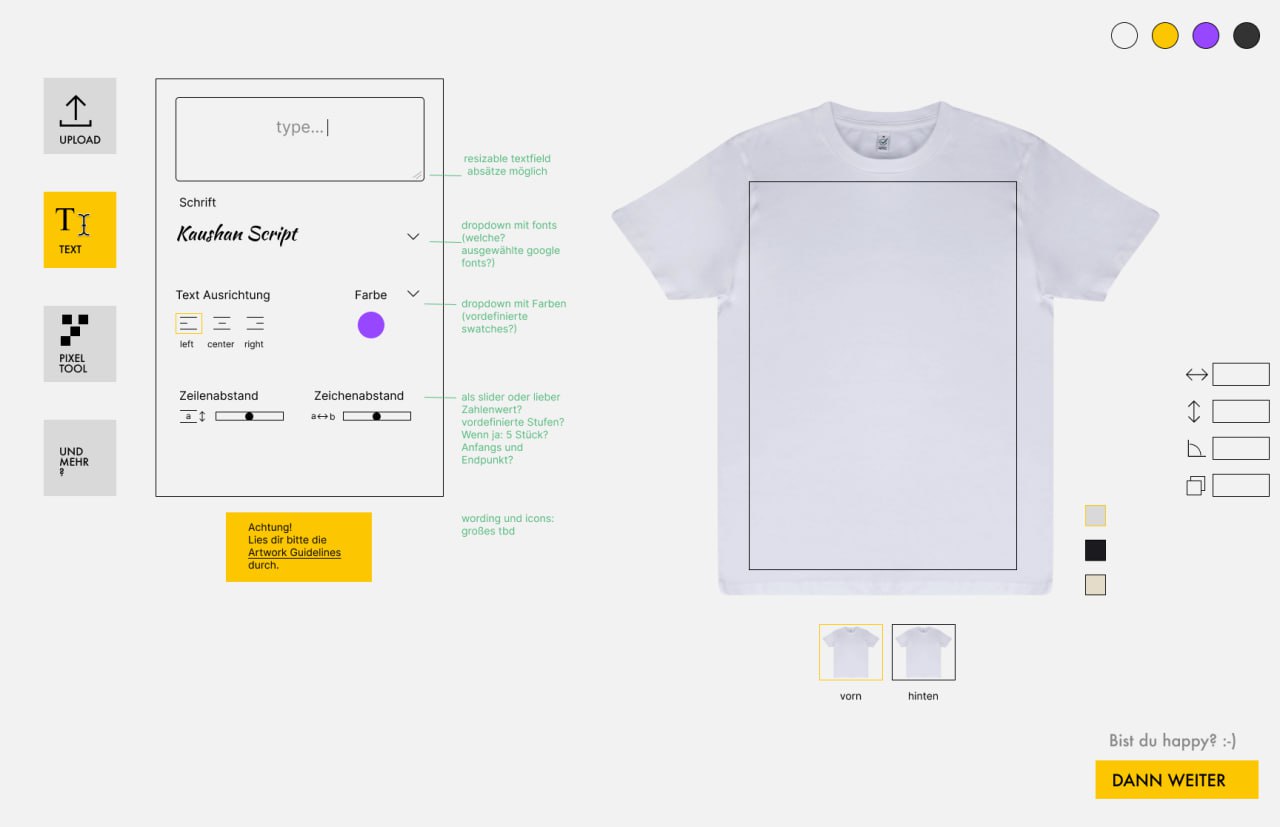 UPLOAD
TEXT
PIXEL
TOOL
UND
MEHR
?
type...
Schrift
Kaushan Script
Text Ausrichtung
Farbe
left
center
right
Zeilenabstand
Zeichenabstand
a
a↔b
Achtung!
Lies dir bitte die
Artwork Guidelines
durch.
resizable textfield
absätze möglich
dropdown mit fonts
(welche?
ausgewählte google
fonts?)
dropdown mit Farben
(vordefinierte
swatches?)
als slider oder lieber
Zahlenwert?
vordefinierte Stufen?
Wenn ja: 5 Stück?
Anfangs und
Endpunkt?
wording und icons:
großes tbd
vorn
hinten
Bist du happy? :-)
DANN WEITER